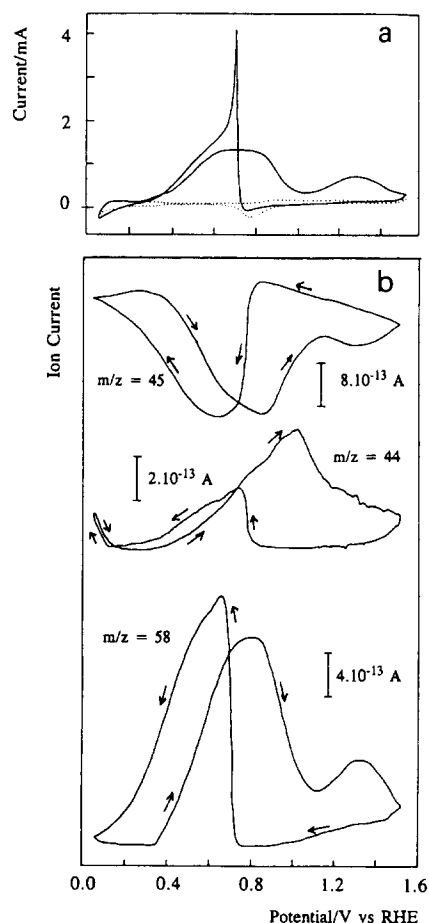 a
Current/mA
4
2
0
b
Ion Current
m/z = 45
8.10⁻¹³ A
2.10⁻¹³ A
m/z = 44
m/z = 58
4.10⁻¹³ A
0.0 0.4 0.8 1.2 1.6
Potential/V vs RHE